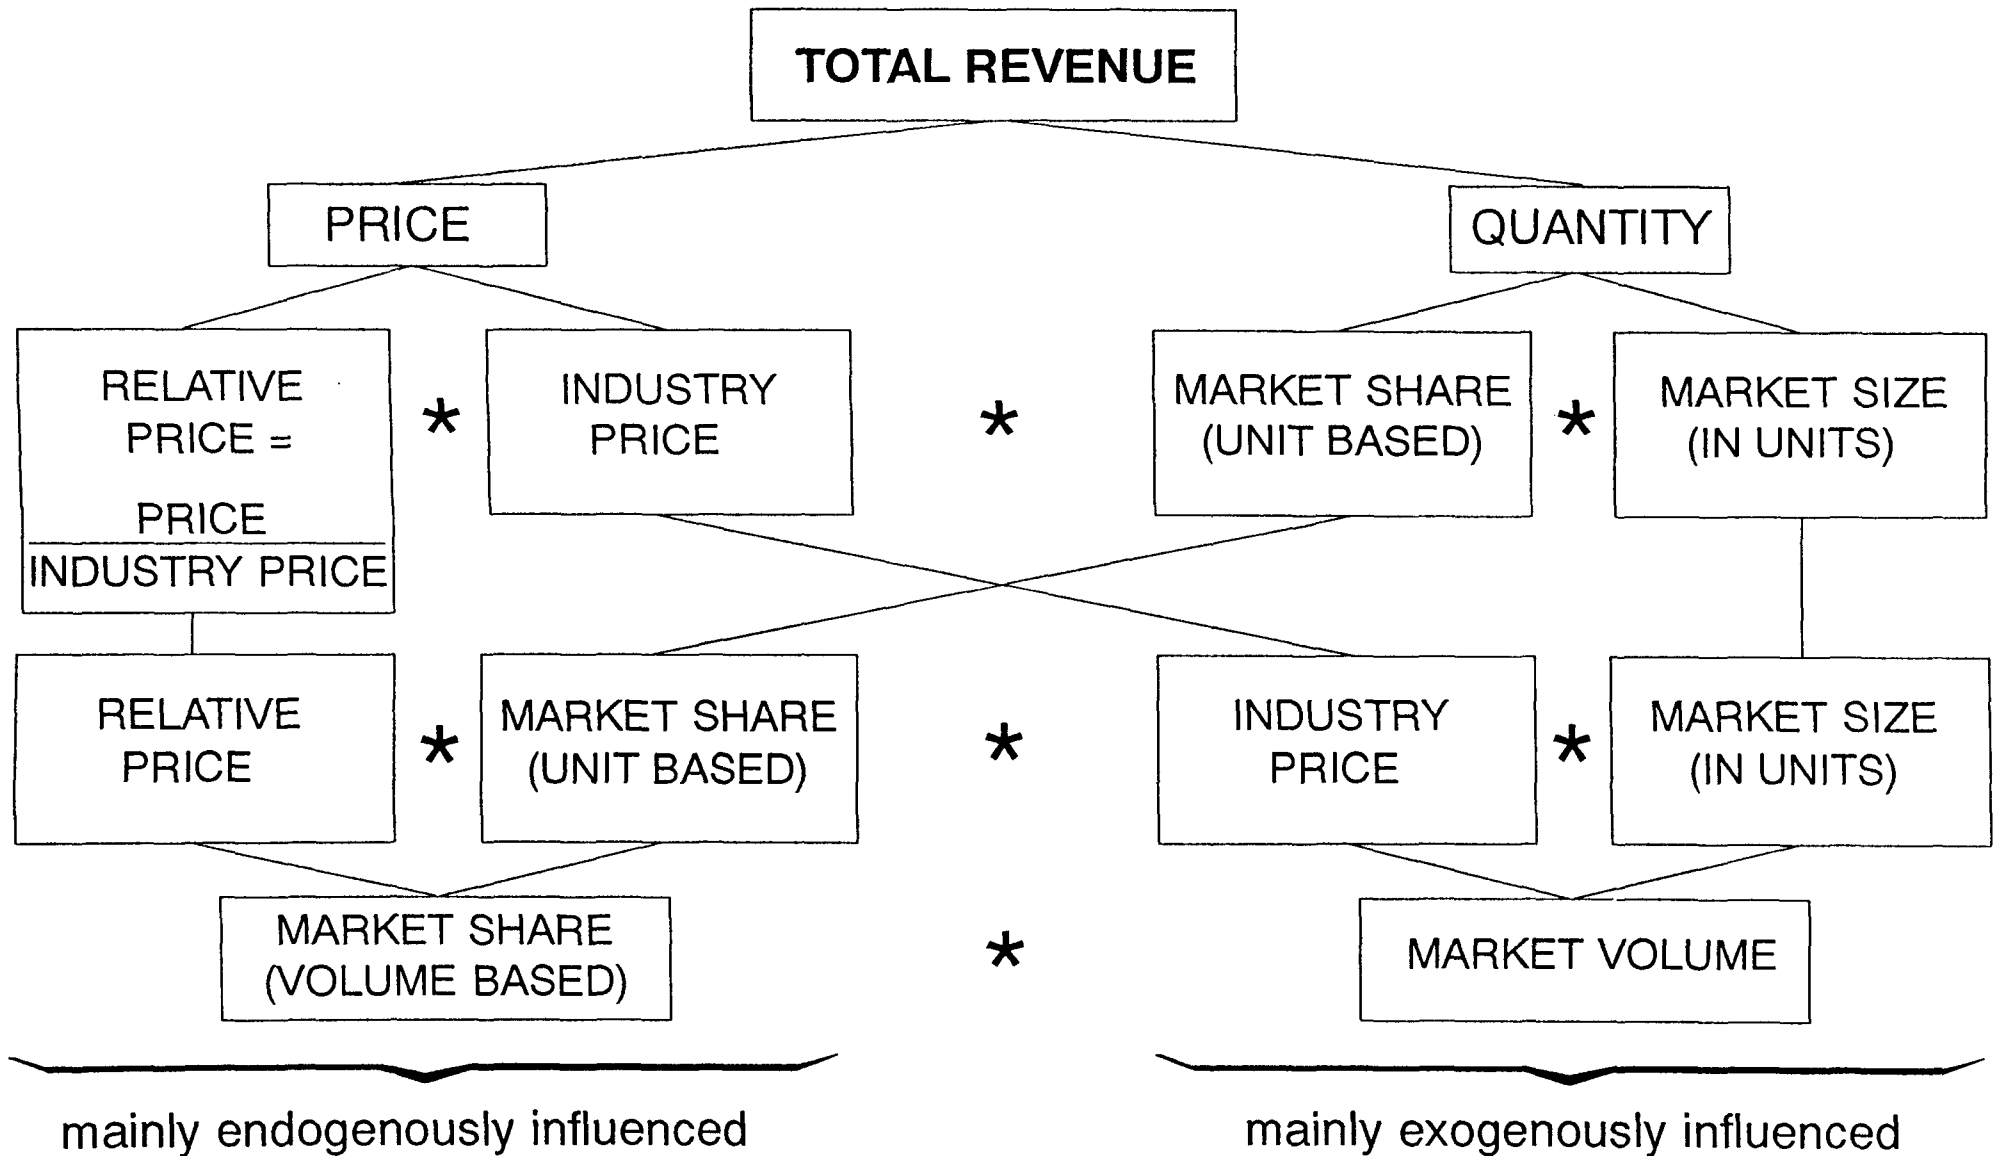 TOTAL REVENUE
PRICE
QUANTITY
RELATIVE
PRICE =
PRICE
INDUSTRY PRICE
*
INDUSTRY
PRICE
*
MARKET SHARE
(UNIT BASED)
*
MARKET SIZE
(IN UNITS)
RELATIVE
PRICE
*
MARKET SHARE
(UNIT BASED)
*
INDUSTRY
PRICE
*
MARKET SIZE
(IN UNITS)
MARKET SHARE
(VOLUME BASED)
*
MARKET VOLUME
mainly endogenously influenced
mainly exogenously influenced